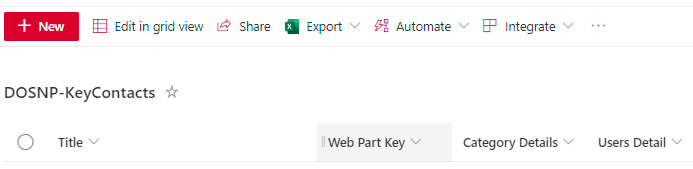 + New Edit in grid view Share Export Automate Integrate ...
DOSNP-KeyContacts
Title Web Part Key Category Details Users Detail